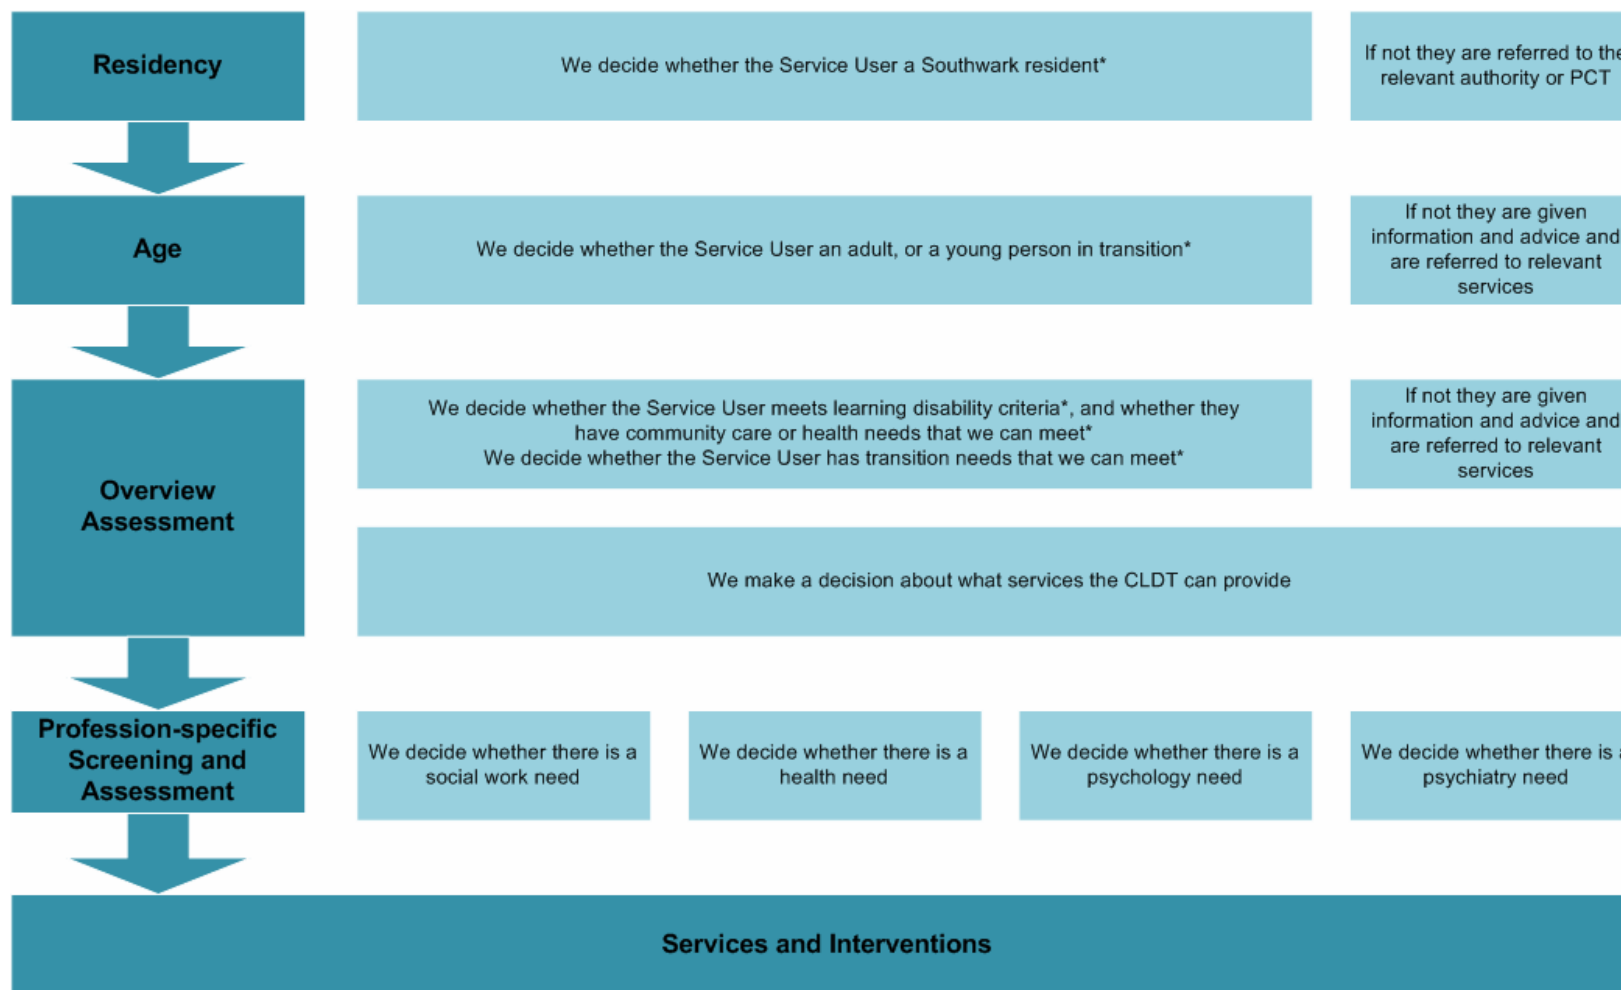 Residency
We decide whether the Service User a Southwark resident*
If not they are referred to the
relevant authority or PCT
Age
We decide whether the Service User an adult, or a young person in transition*
If not they are given
information and advice and
are referred to relevant
services
Overview
Assessment
We decide whether the Service User meets learning disability criteria*, and whether they
have community care or health needs that we can meet*
We decide whether the Service User has transition needs that we can meet*
If not they are given
information and advice and
are referred to relevant
services
We make a decision about what services the CLDT can provide
Profession-specific
Screening and
Assessment
We decide whether there is a
social work need
We decide whether there is a
health need
We decide whether there is a
psychology need
We decide whether there is a
psychiatry need
Services and Interventions